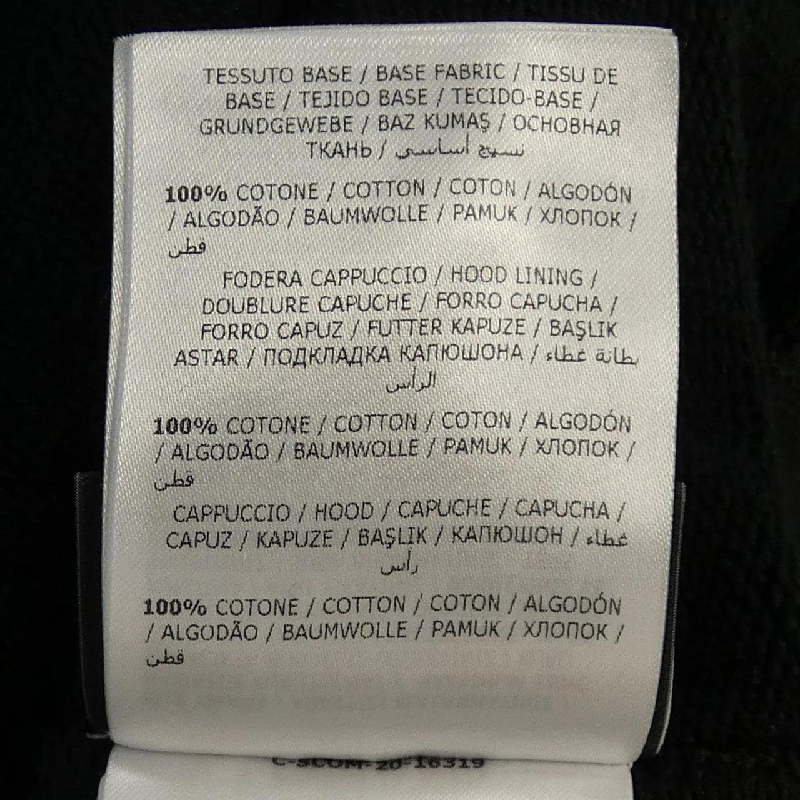 TESSUTO BASE / BASE FABRIC / TISSU DE
BASE / TEJIDO BASE / TECIDO-BASE /
GRUNDGEWEBE / BAZ KUMAŞ / ОСНОВНАЯ
ТКАНЬ / نسيج أساسي
100% COTONE / COTTON / COTON / ALGODÓN
/ ALGODÃO / BAUMWOLLE / PAMUK / ХЛОПОК /
قطن
FODERA CAPPUCCIO / HOOD LINING /
DOUBLURE CAPUCHE / FORRO CAPUCHA /
FORRO CAPUZ / FUTTER KAPUZE / BAŞLIK
ASTAR / ПОДКЛАДКА КАПЮШОНА / بطانة غطاء
الرأس
100% COTONE / COTTON / COTON / ALGODÓN
/ ALGODÃO / BAUMWOLLE / PAMUK / ХЛОПОК /
قطن
CAPPUCCIO / HOOD / CAPUCHE / CAPUCHA /
CAPUZ / KAPUZE / BAŞLIK / КАПЮШОН / غطاء
رأس
100% COTONE / COTTON / COTON / ALGODÓN
/ ALGODÃO / BAUMWOLLE / PAMUK / ХЛОПОК /
قطن
C-SCOM-20-16319